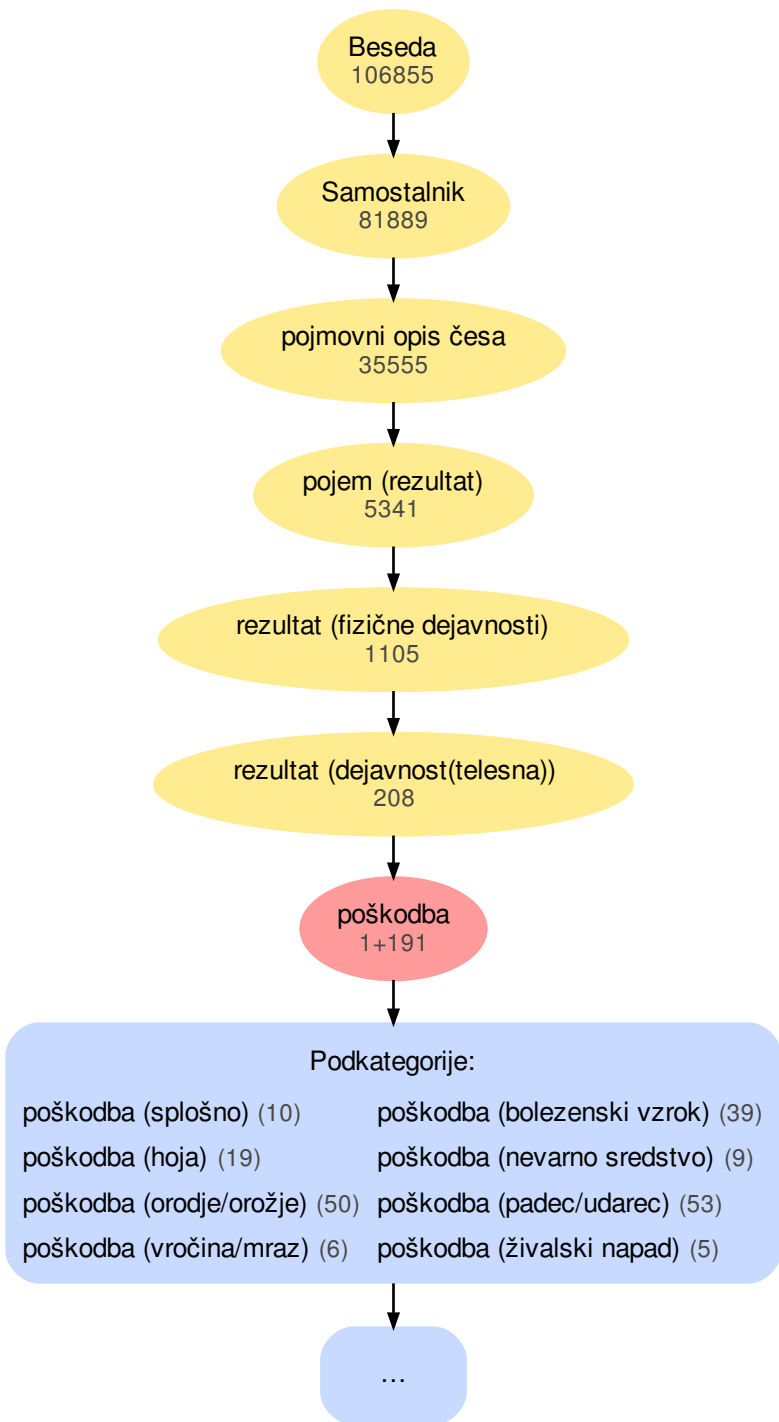 Beseda
106855
Samostalnik
81889
pojmovni opis česa
35555
pojem (rezultat)
5341
rezultat (fizične dejavnosti)
1105
rezultat (dejavnost(telesna))
208
poškodba
1+191
Podkategorije:
poškodba (splošno) (10) poškodba (bolezenski vzrok) (39)
poškodba (hoja) (19) poškodba (nevarno sredstvo) (9)
poškodba (orodje/orožje) (50) poškodba (padec/udarec) (53)
poškodba (vročina/mraz) (6) poškodba (živalski napad) (5)
…